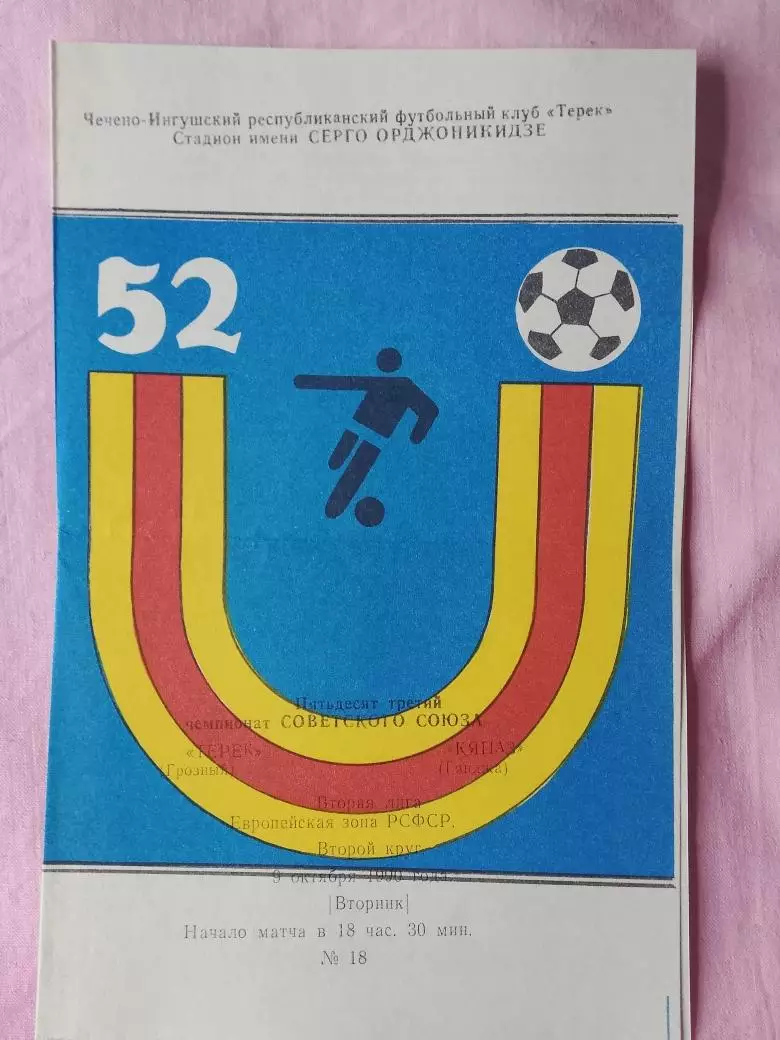 Чечено-Ингушский республиканский футбольный клуб «Терек»
Стадион имени СЕРГО ОРДЖОНИКИДЗЕ
52
Пятьдесят третий
чемпионат СОВЕТСКОГО СОЮЗА
«ТЕРЕК» «КЯПАЗ»
(Грозный) (Ганджа)
Вторая лига
Европейская зона РСФСР.
Второй круг
9 октября 1990 года.
|Вторник|
Начало матча в 18 час. 30 мин.
№ 18